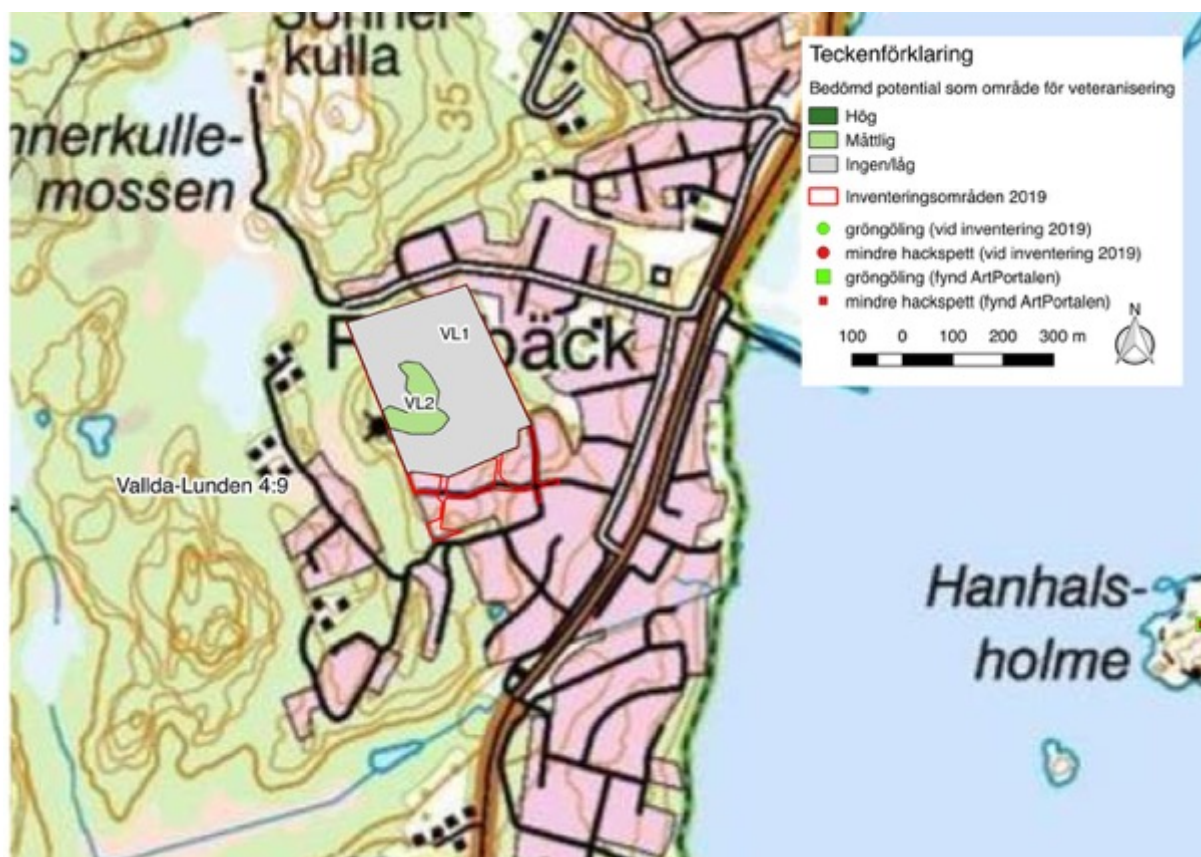 Sonner-
kulla
nnerkulle-
mossen
35
Teckenförklaring
Bedömd potential som område för veteranisering
Hög
Måttlig
Ingen/låg
Inventeringsområden 2019
gröngöling (vid inventering 2019)
mindre hackspett (vid inventering 2019)
gröngöling (fynd ArtPortalen)
mindre hackspett (fynd ArtPortalen)
N
100 0 100 200 300 m
VL1
bäck
VL2
Vallda-Lunden 4:9
Hanhals-
holme